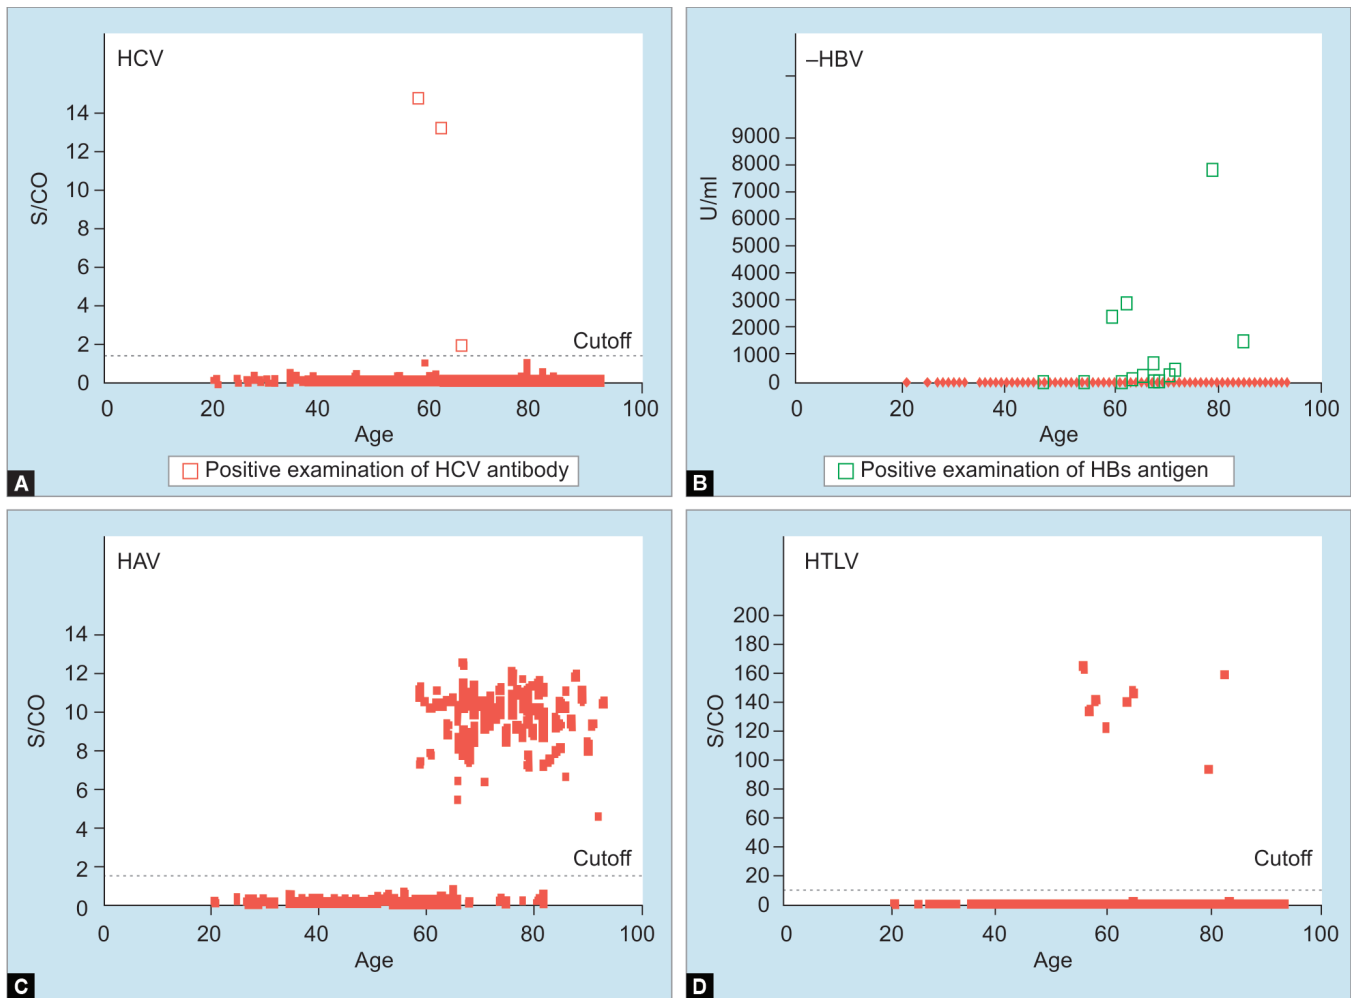 HCV
S/CO
14
12
10
8
6
4
2
0
Cutoff
0 20 40 60 80 100
Age
Positive examination of HCV antibody
A
–HBV
U/ml
9000
8000
7000
6000
5000
4000
3000
2000
1000
0
0 20 40 60 80 100
Age
Positive examination of HBs antigen
B
HAV
S/CO
14
12
10
8
6
4
2
0
Cutoff
0 20 40 60 80 100
Age
C
HTLV
S/CO
200
180
160
140
120
100
80
60
40
20
0
Cutoff
0 20 40 60 80 100
Age
D